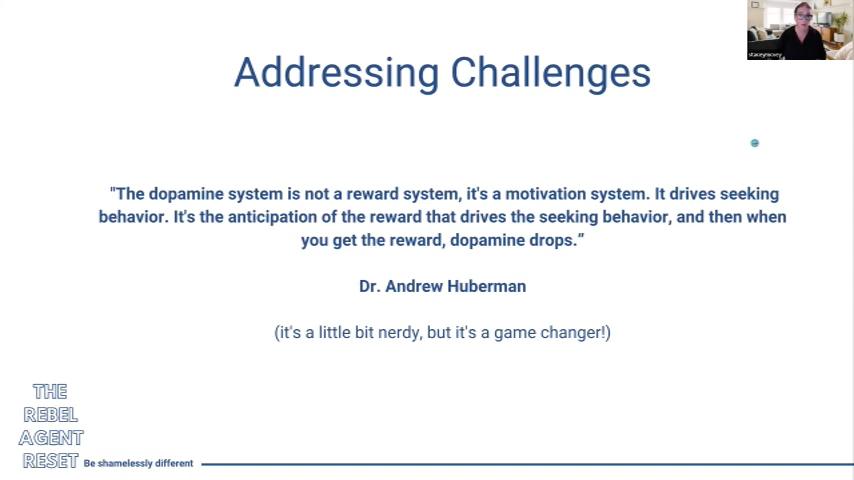 Addressing Challenges
"The dopamine system is not a reward system, it's a motivation system. It drives seeking
behavior. It's the anticipation of the reward that drives the seeking behavior, and then when
you get the reward, dopamine drops.”
Dr. Andrew Huberman
(it's a little bit nerdy, but it's a game changer!)
THE
REBEL
AGENT
RESET
Be shamelessly different